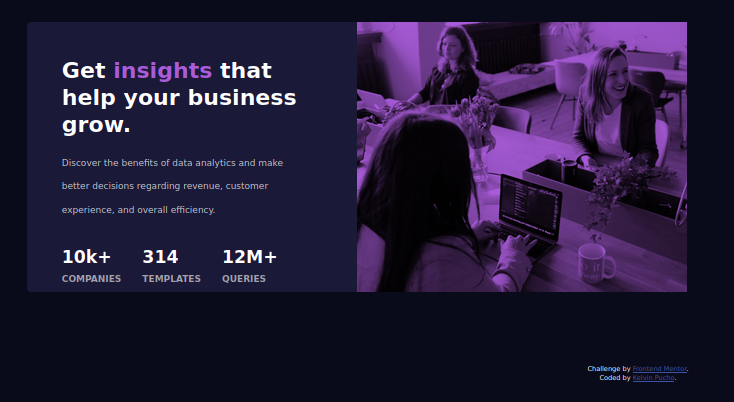 Get insights that
help your business
grow.
Discover the benefits of data analytics and make
better decisions regarding revenue, customer
experience, and overall efficiency.
10k+ 314 12M+
COMPANIES TEMPLATES QUERIES
Challenge by Frontend Mentor.
Coded by Kelvin Pucho.